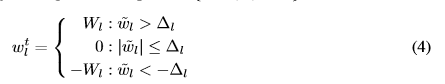 w_l^t = { W_l : w̃_l > Δ_l
0 : |w̃_l| ≤ Δ_l (4)
−W_l : w̃_l < −Δ_l